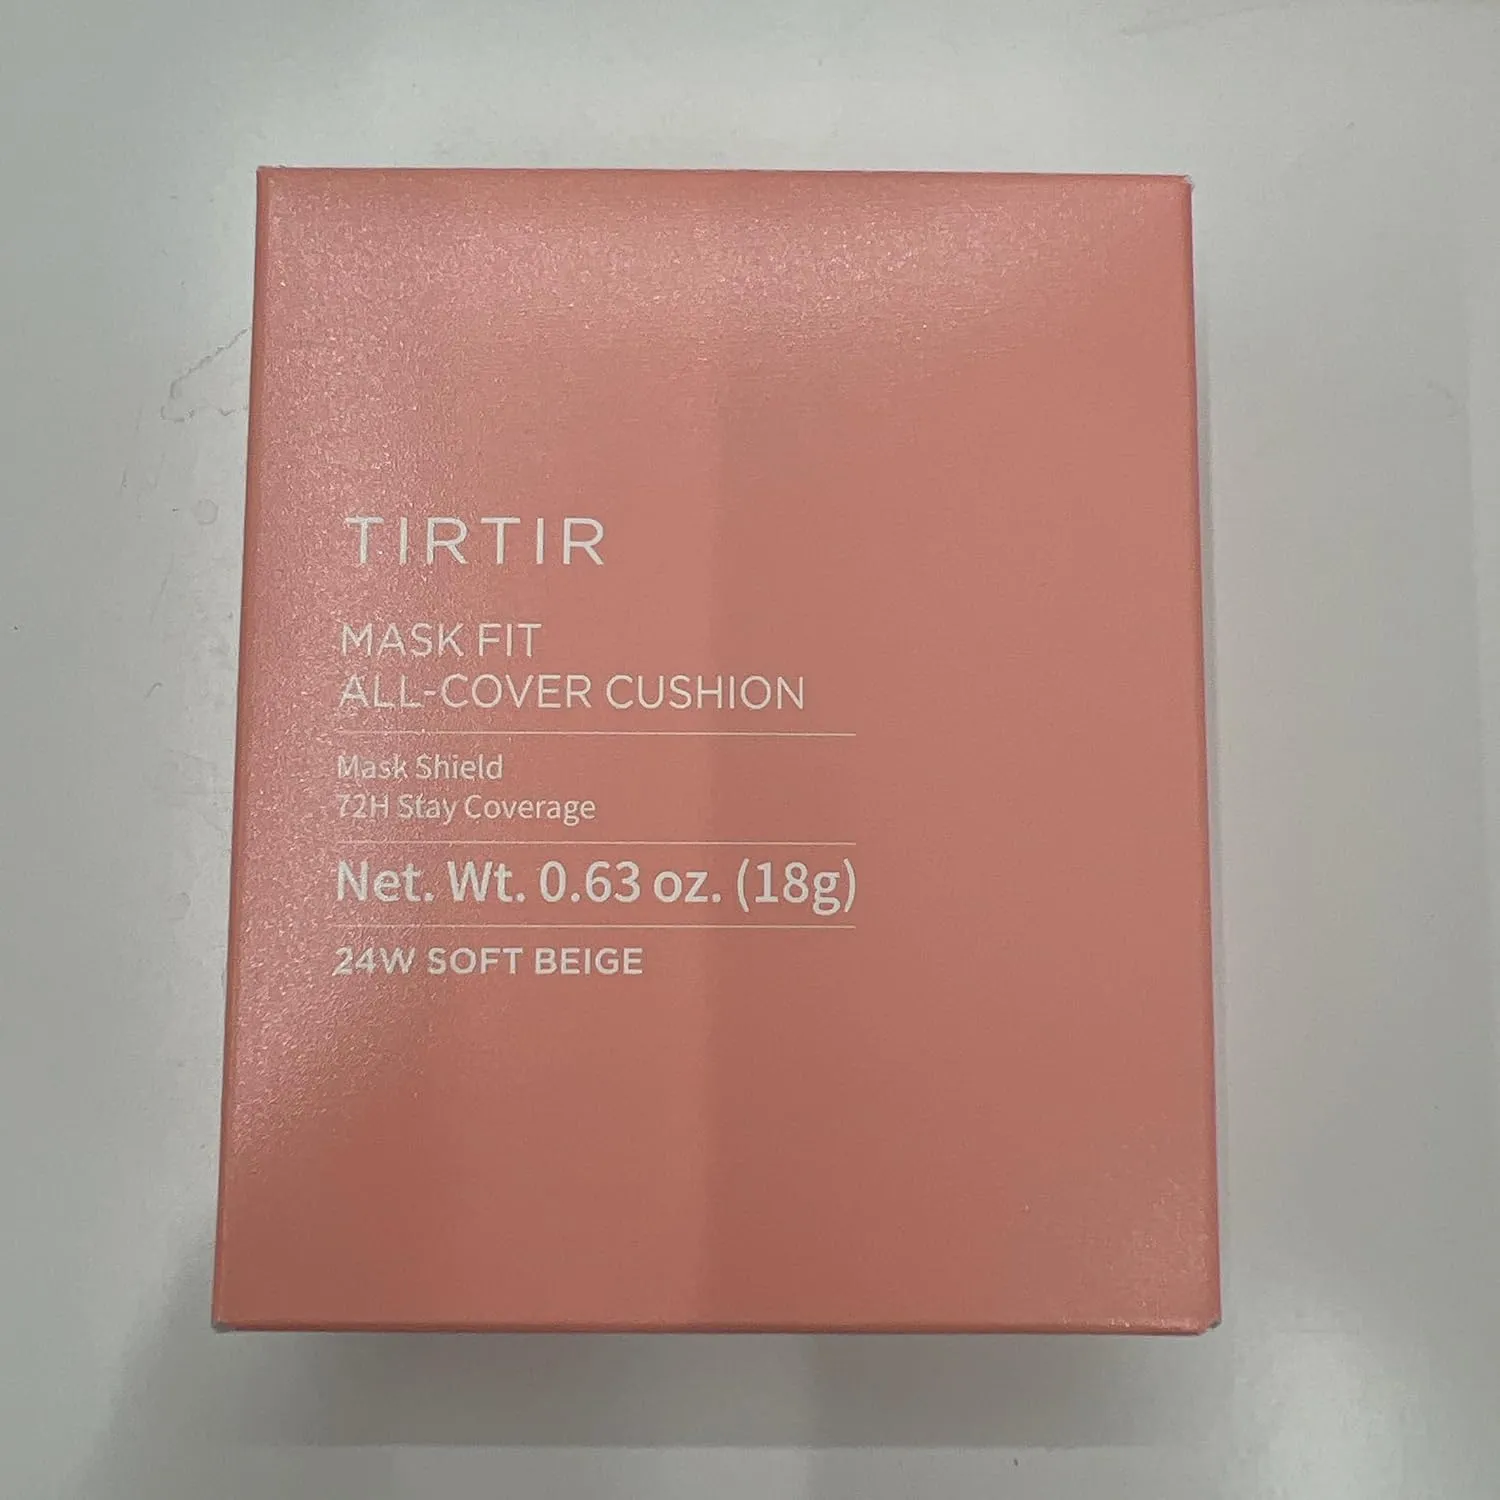 TIRTIR
MASK FIT
ALL-COVER CUSHION
Mask Shield
72H Stay Coverage
Net. Wt. 0.63 oz. (18g)
24W SOFT BEIGE